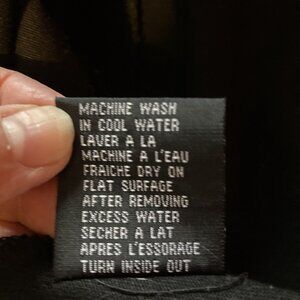 MACHINE WASH
IN COOL WATER
LAVER A LA
MACHINE A L'EAU
FRAICHE DRY ON
FLAT SURFACE
AFTER REMOVING
EXCESS WATER
SECHER A LAT
APRES L'ESSORAGE
TURN INSIDE OUT